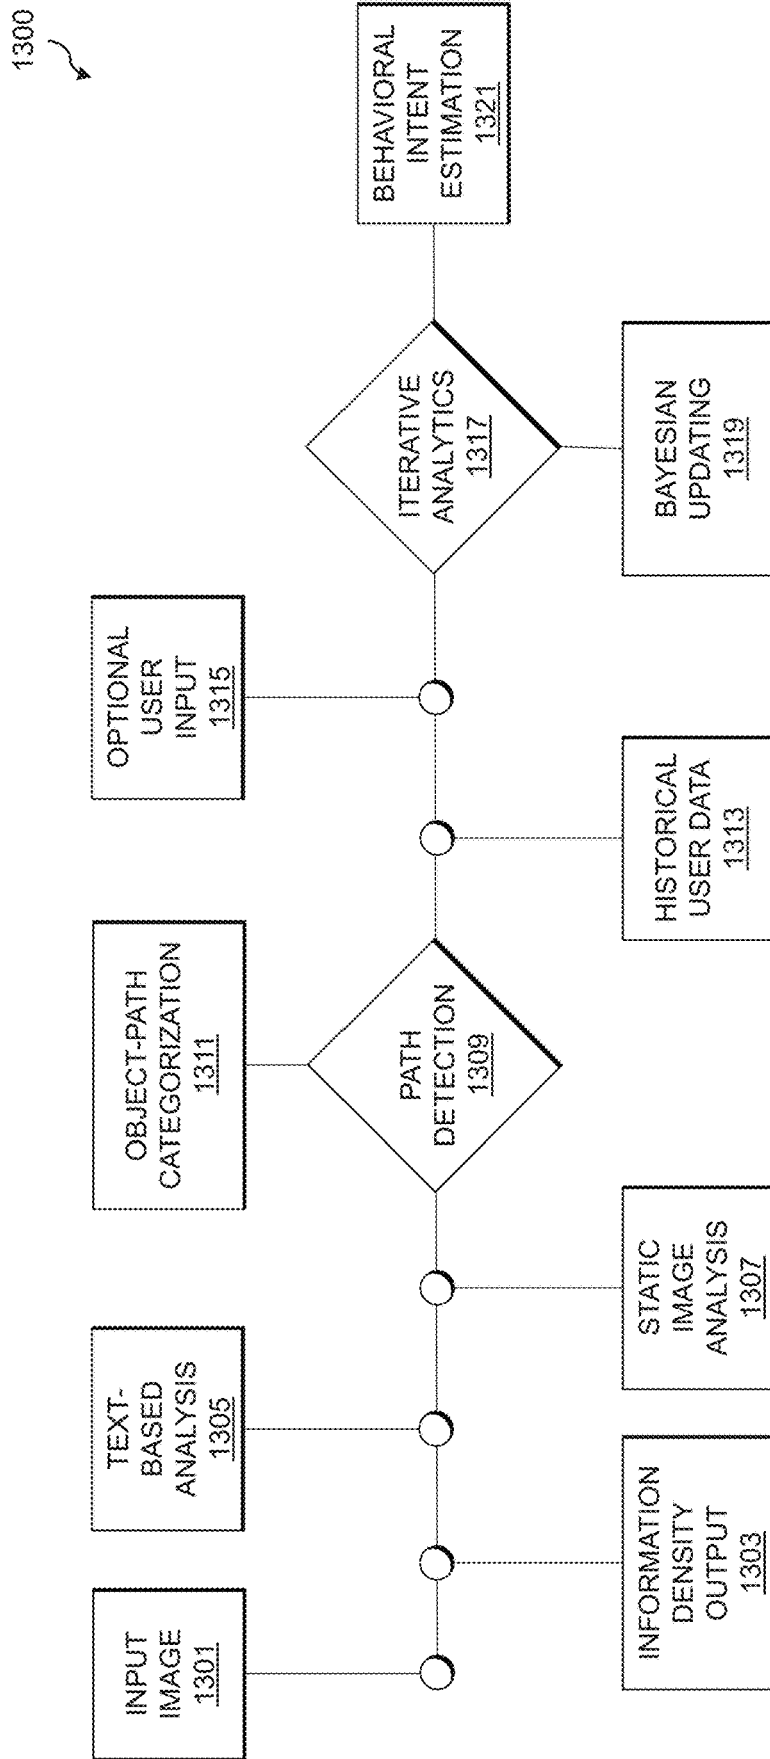 1300
INPUT
IMAGE
1301
TEXT-
BASED
ANALYSIS
1305
OBJECT-PATH
CATEGORIZATION
1311
OPTIONAL
USER
INPUT
1315
PATH
DETECTION
1309
ITERATIVE
ANALYTICS
1317
BEHAVIORAL
INTENT
ESTIMATION
1321
INFORMATION
DENSITY
OUTPUT
1303
STATIC
IMAGE
ANALYSIS
1307
HISTORICAL
USER DATA
1313
BAYESIAN
UPDATING
1319